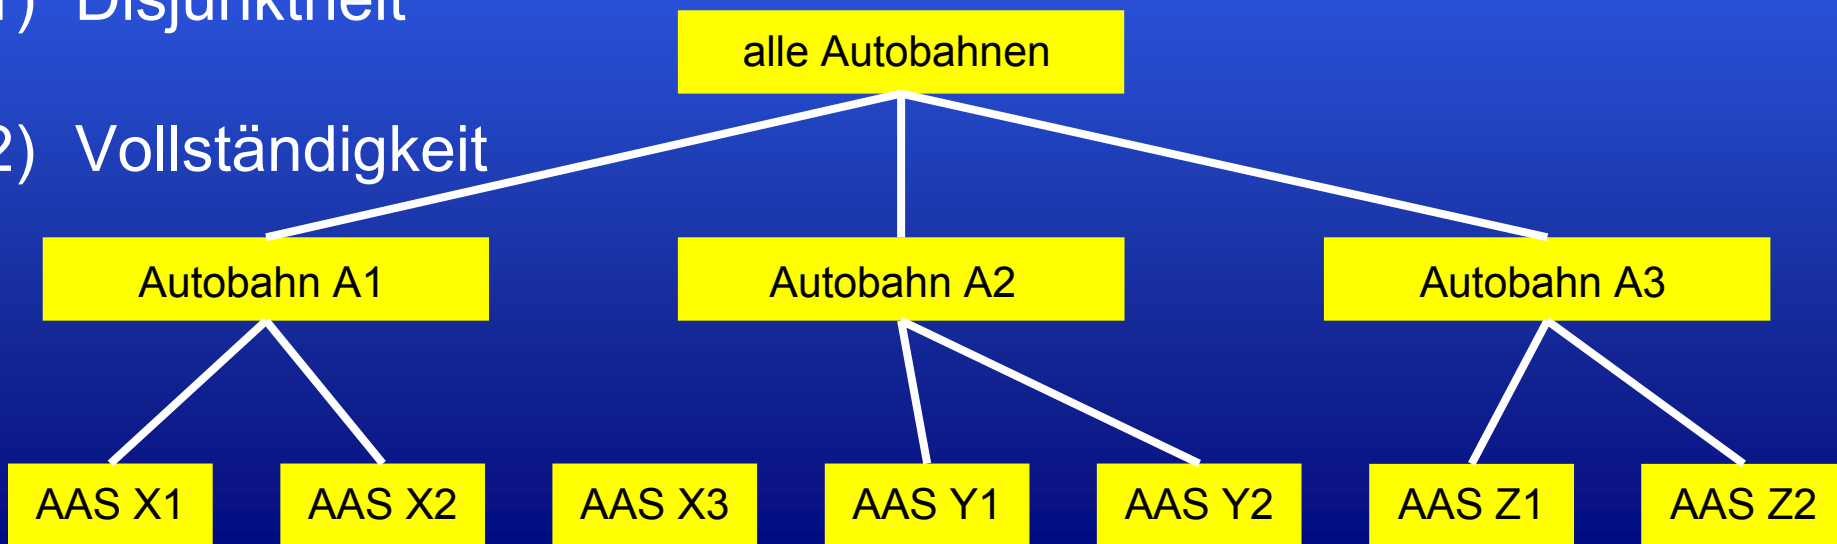 1) Disjunktheit
alle Autobahnen
2) Vollständigkeit
Autobahn A1
Autobahn A2
Autobahn A3
AAS X1
AAS X2
AAS X3
AAS Y1
AAS Y2
AAS Z1
AAS Z2